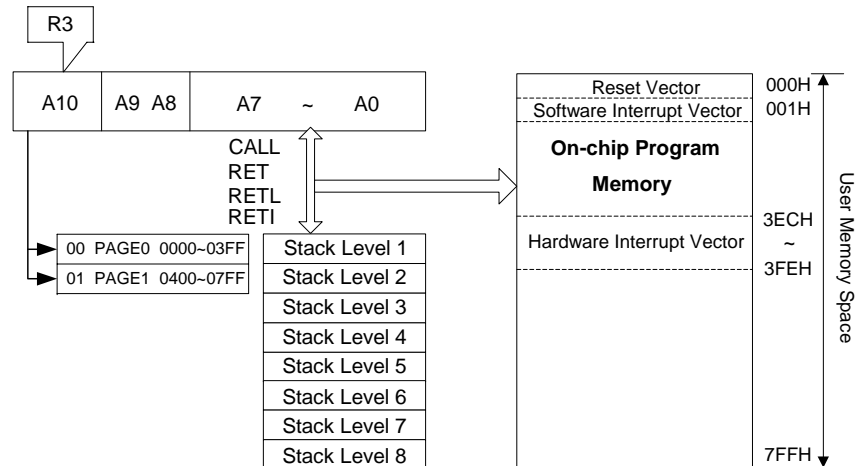 R3
A10 A9 A8 A7 ~ A0
CALL
RET
RETL
RETI
00 PAGE0 0000~03FF
01 PAGE1 0400~07FF
Stack Level 1
Stack Level 2
Stack Level 3
Stack Level 4
Stack Level 5
Stack Level 6
Stack Level 7
Stack Level 8
Reset Vector 000H
Software Interrupt Vector 001H
On-chip Program
Memory
3ECH
Hardware Interrupt Vector ~
3FEH
7FFH
User Memory Space